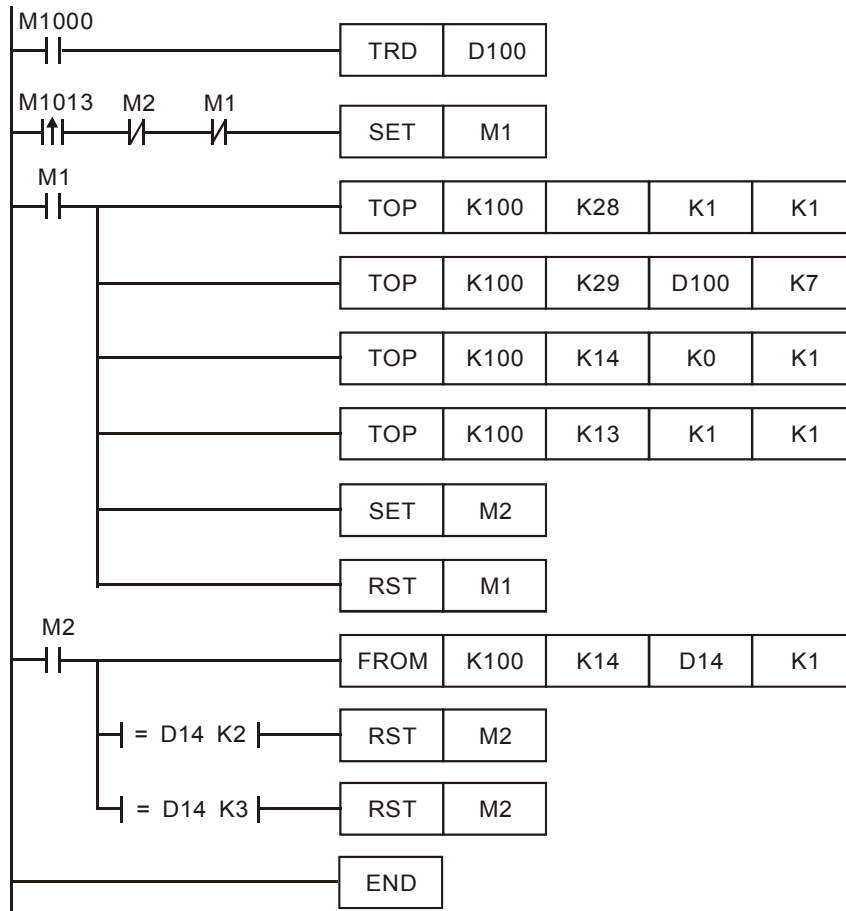 M1000
TRD D100
M1013 M2 M1
SET M1
M1
TOP K100 K28 K1 K1
TOP K100 K29 D100 K7
TOP K100 K14 K0 K1
TOP K100 K13 K1 K1
SET M2
RST M1
M2
FROM K100 K14 D14 K1
= D14 K2 RST M2
= D14 K3 RST M2
END